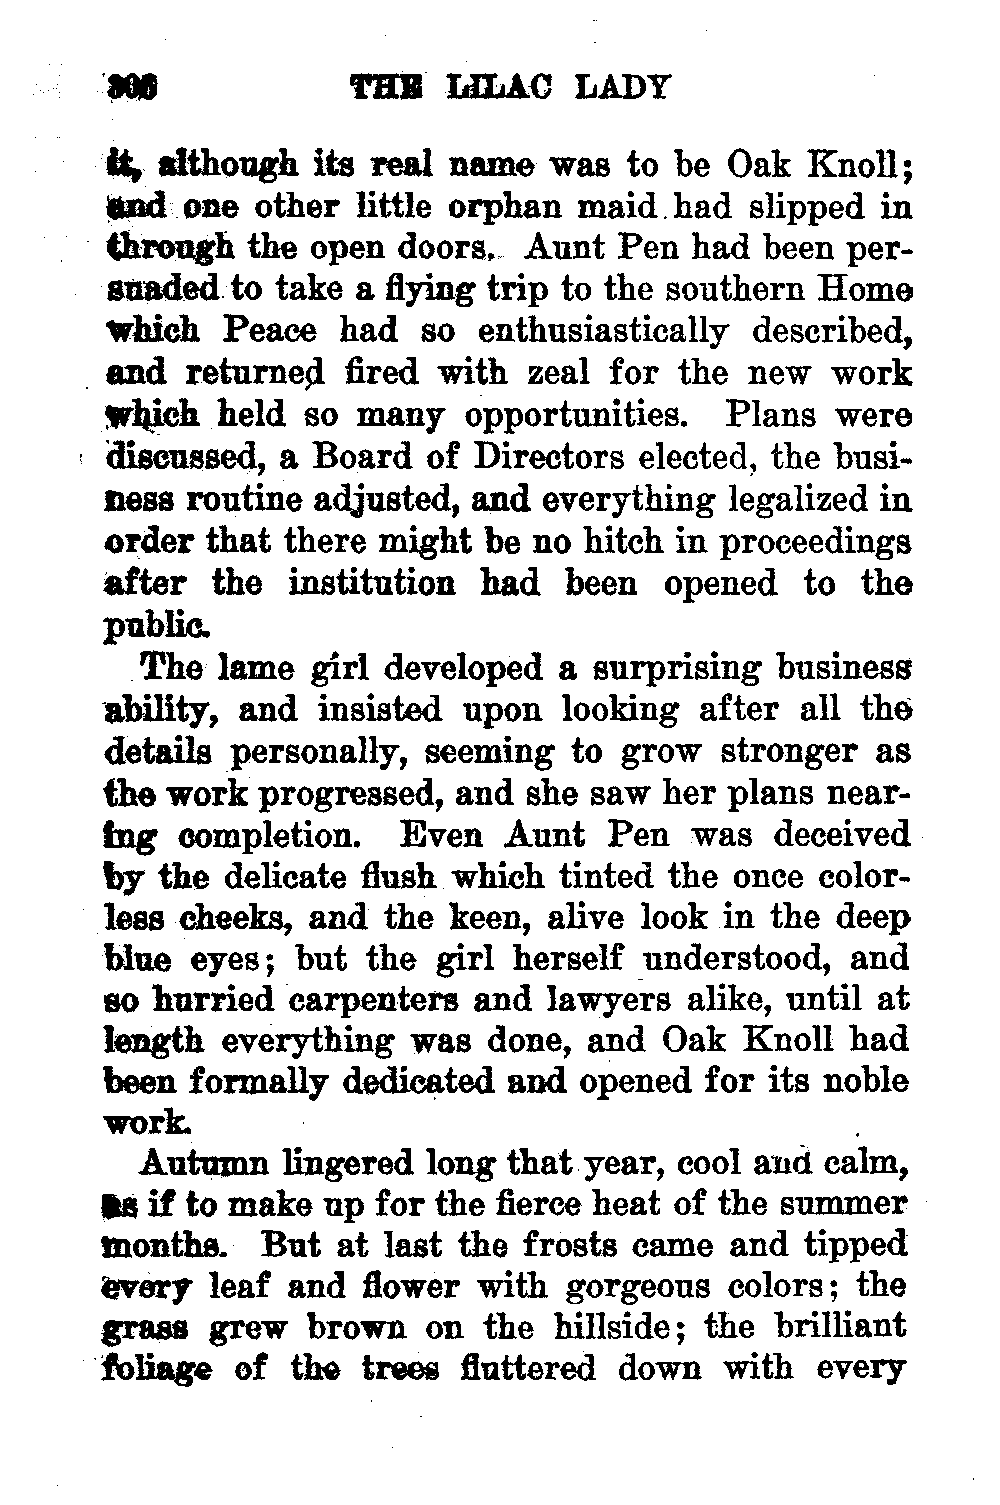 THE LILAC LADY
it, although its real name was to be Oak Knoll;
and one other little orphan maid had slipped in
through the open doors. Aunt Pen had been per-
suaded to take a flying trip to the southern Home
which Peace had so enthusiastically described,
and returned fired with zeal for the new work
which held so many opportunities. Plans were
discussed, a Board of Directors elected, the busi-
ness routine adjusted, and everything legalized in
order that there might be no hitch in proceedings
after the institution had been opened to the
public.
The lame girl developed a surprising business
ability, and insisted upon looking after all the
details personally, seeming to grow stronger as
the work progressed, and she saw her plans near-
ing completion. Even Aunt Pen was deceived
by the delicate flush which tinted the once color-
less cheeks, and the keen, alive look in the deep
blue eyes; but the girl herself understood, and
so hurried carpenters and lawyers alike, until at
length everything was done, and Oak Knoll had
been formally dedicated and opened for its noble
work.
Autumn lingered long that year, cool and calm,
as if to make up for the fierce heat of the summer
months. But at last the frosts came and tipped
every leaf and flower with gorgeous colors; the
grass grew brown on the hillside; the brilliant
foliage of the trees fluttered down with every